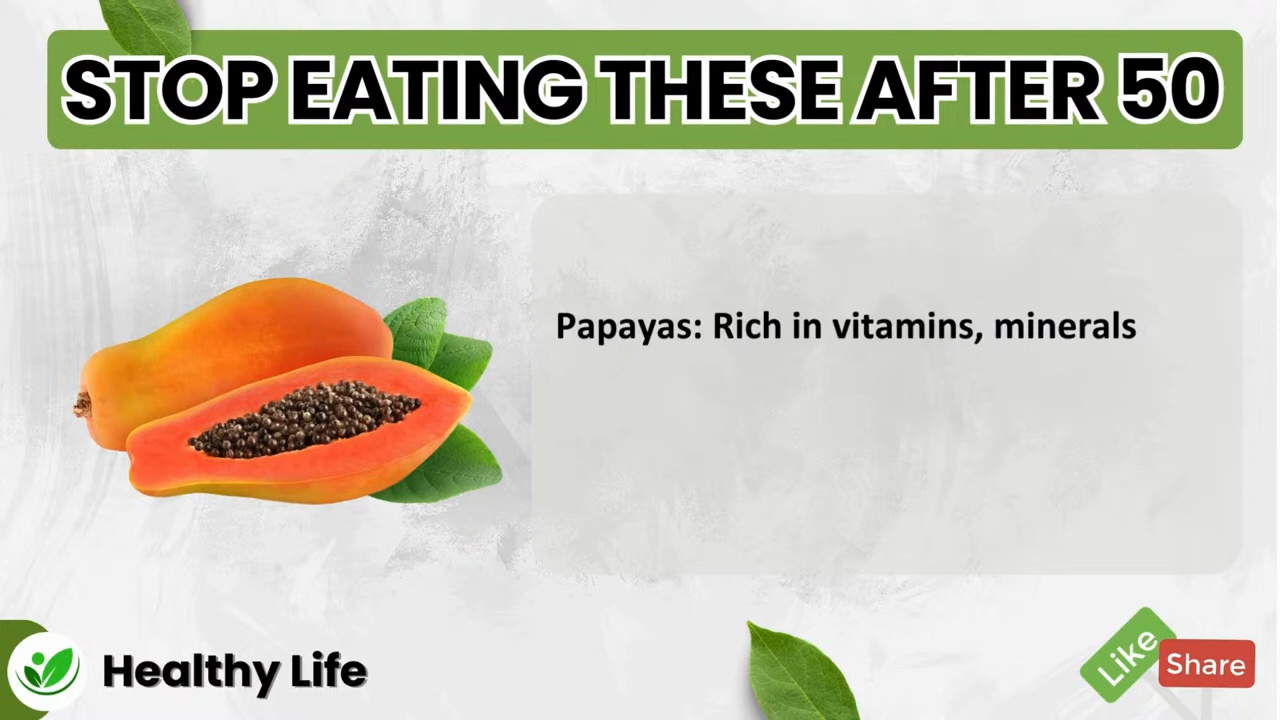 STOP EATING THESE AFTER 50
Papayas: Rich in vitamins, minerals
Healthy Life
Like
Share